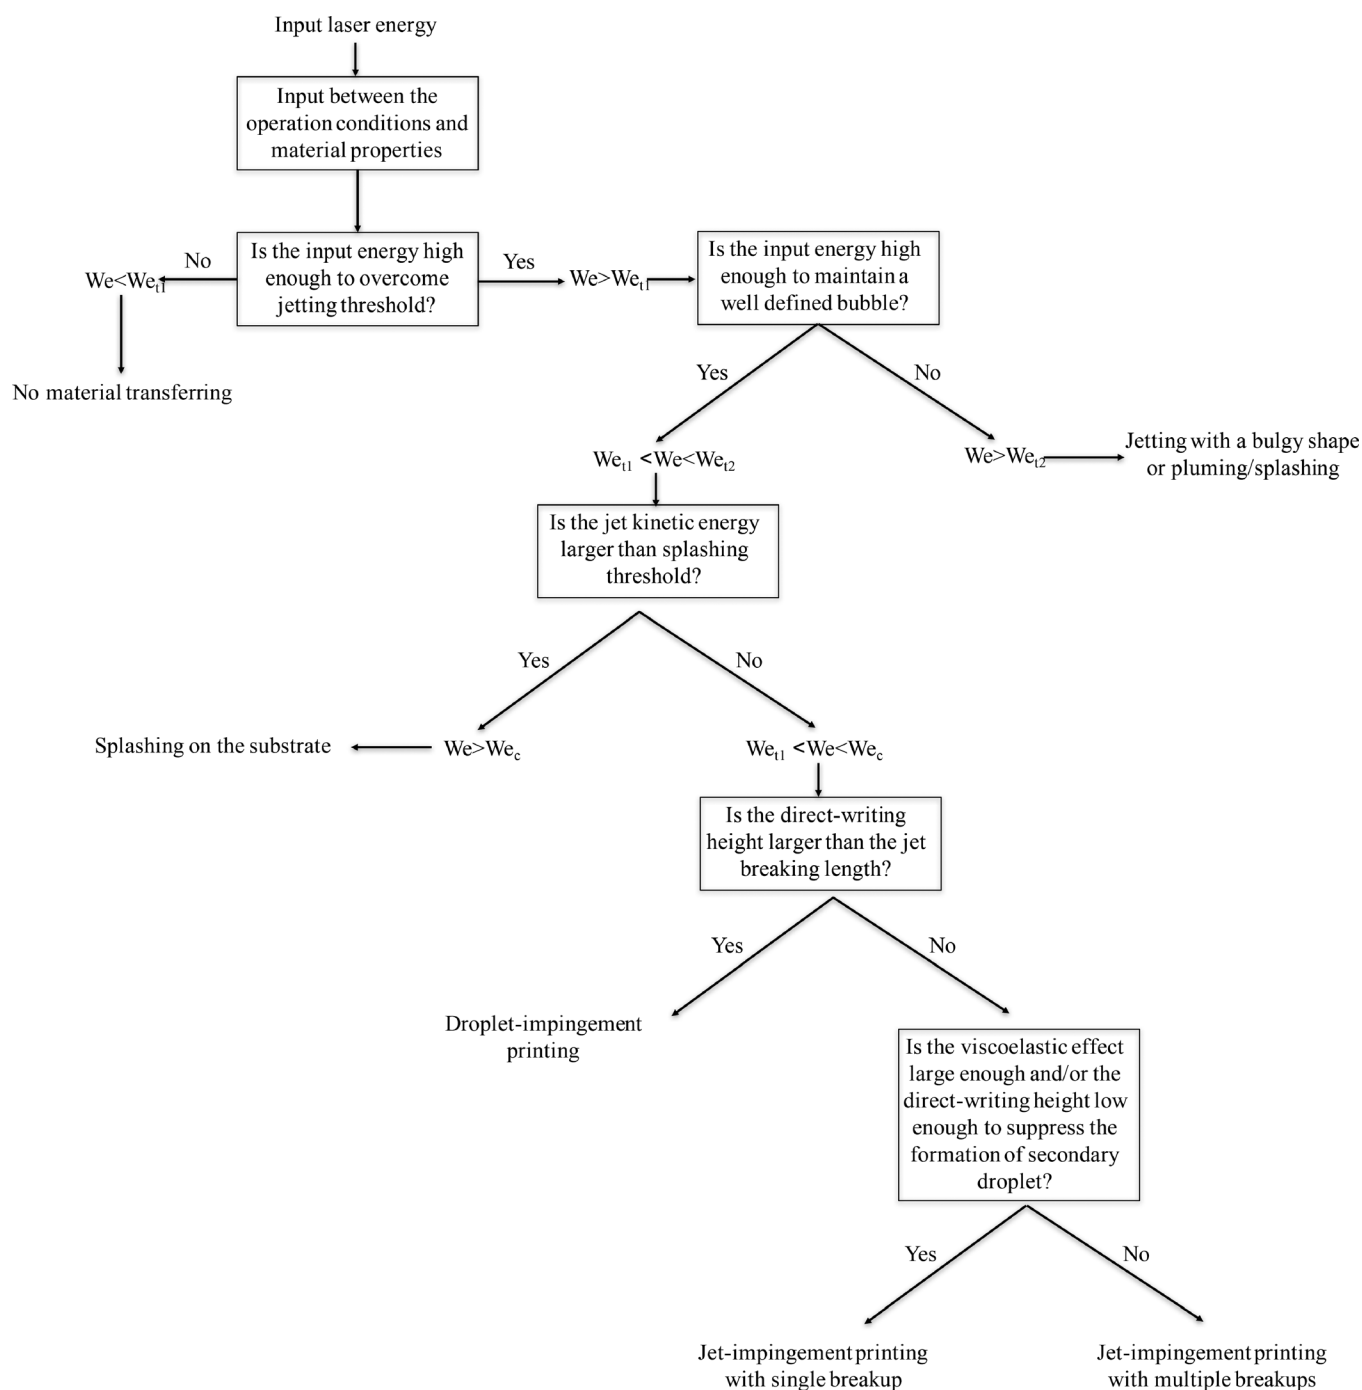 Input laser energy
Input between the
operation conditions and
material properties
Is the input energy high
enough to overcome
jetting threshold?
No
We<We_t1
No material transferring
Yes
We>We_t1
Is the input energy high
enough to maintain a
well defined bubble?
Yes
No
We_t1 <We<We_t2
We>We_t2
Jetting with a bulgy shape
or pluming/splashing
Is the jet kinetic energy
larger than splashing
threshold?
Yes
No
Splashing on the substrate
We>We_c
We_t1 <We<We_c
Is the direct-writing
height larger than the jet
breaking length?
Yes
No
Droplet-impingement
printing
Is the viscoelastic effect
large enough and/or the
direct-writing height low
enough to suppress the
formation of secondary
droplet?
Yes
No
Jet-impingement printing
with single breakup
Jet-impingement printing
with multiple breakups